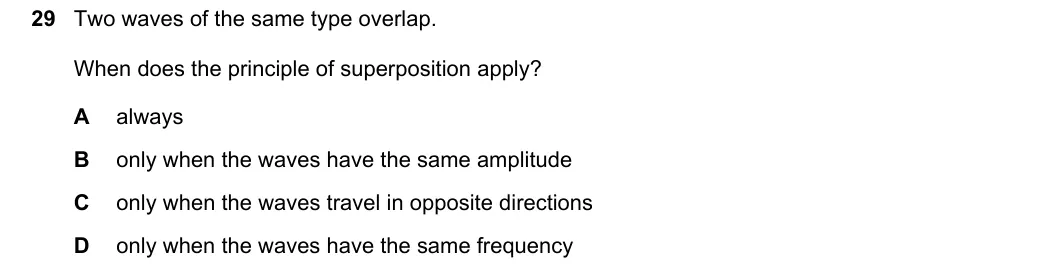 29 Two waves of the same type overlap.
When does the principle of superposition apply?
A always
B only when the waves have the same amplitude
C only when the waves travel in opposite directions
D only when the waves have the same frequency